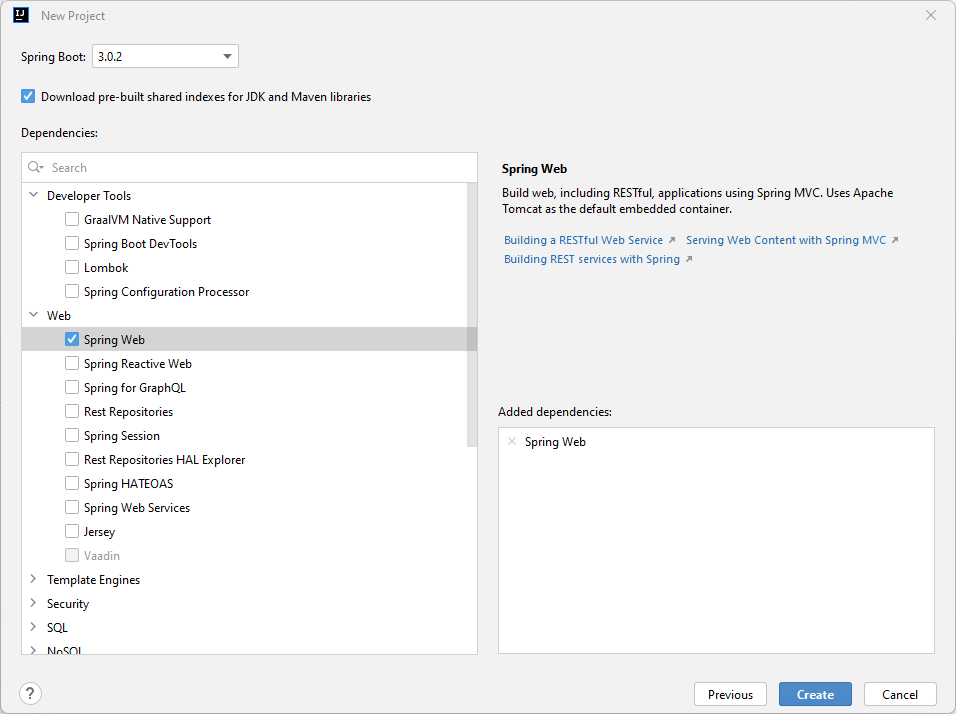 New Project
Spring Boot: 3.0.2
Download pre-built shared indexes for JDK and Maven libraries
Dependencies:
Search
Developer Tools
GraalVM Native Support
Spring Boot DevTools
Lombok
Spring Configuration Processor
Web
Spring Web
Spring Reactive Web
Spring for GraphQL
Rest Repositories
Spring Session
Rest Repositories HAL Explorer
Spring HATEOAS
Spring Web Services
Jersey
Vaadin
Template Engines
Security
SQL
NoSQL
Spring Web
Build web, including RESTful, applications using Spring MVC. Uses Apache
Tomcat as the default embedded container.
Building a RESTful Web Service ↗ Serving Web Content with Spring MVC ↗
Building REST services with Spring ↗
Added dependencies:
Spring Web
?
Previous Create Cancel